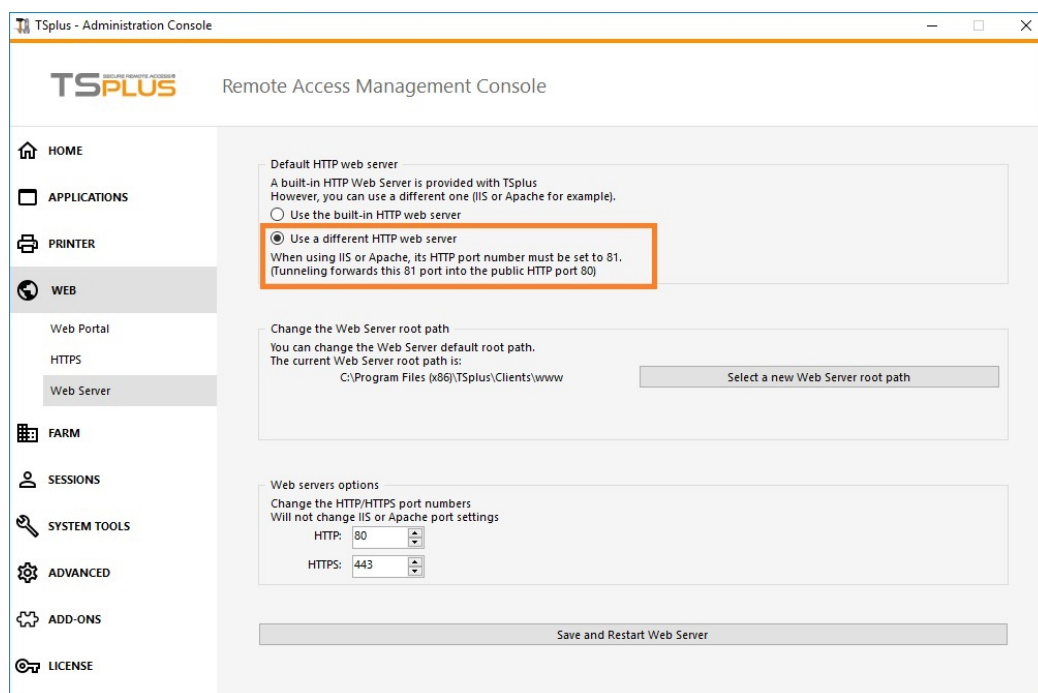 TSplus - Administration Console
TSPLUS
SECURE REMOTE ACCESS®
Remote Access Management Console
HOME
APPLICATIONS
PRINTER
WEB
Web Portal
HTTPS
Web Server
FARM
SESSIONS
SYSTEM TOOLS
ADVANCED
ADD-ONS
LICENSE
Default HTTP web server
A built-in HTTP Web Server is provided with TSplus
However, you can use a different one (IIS or Apache for example).
Use the built-in HTTP web server
Use a different HTTP web server
When using IIS or Apache, its HTTP port number must be set to 81.
(Tunneling forwards this 81 port into the public HTTP port 80)
Change the Web Server root path
You can change the Web Server default root path.
The current Web Server root path is:
C:\Program Files (x86)\TSplus\Clients\www
Select a new Web Server root path
Web servers options
Change the HTTP/HTTPS port numbers
Will not change IIS or Apache port settings
HTTP: 80
HTTPS: 443
Save and Restart Web Server